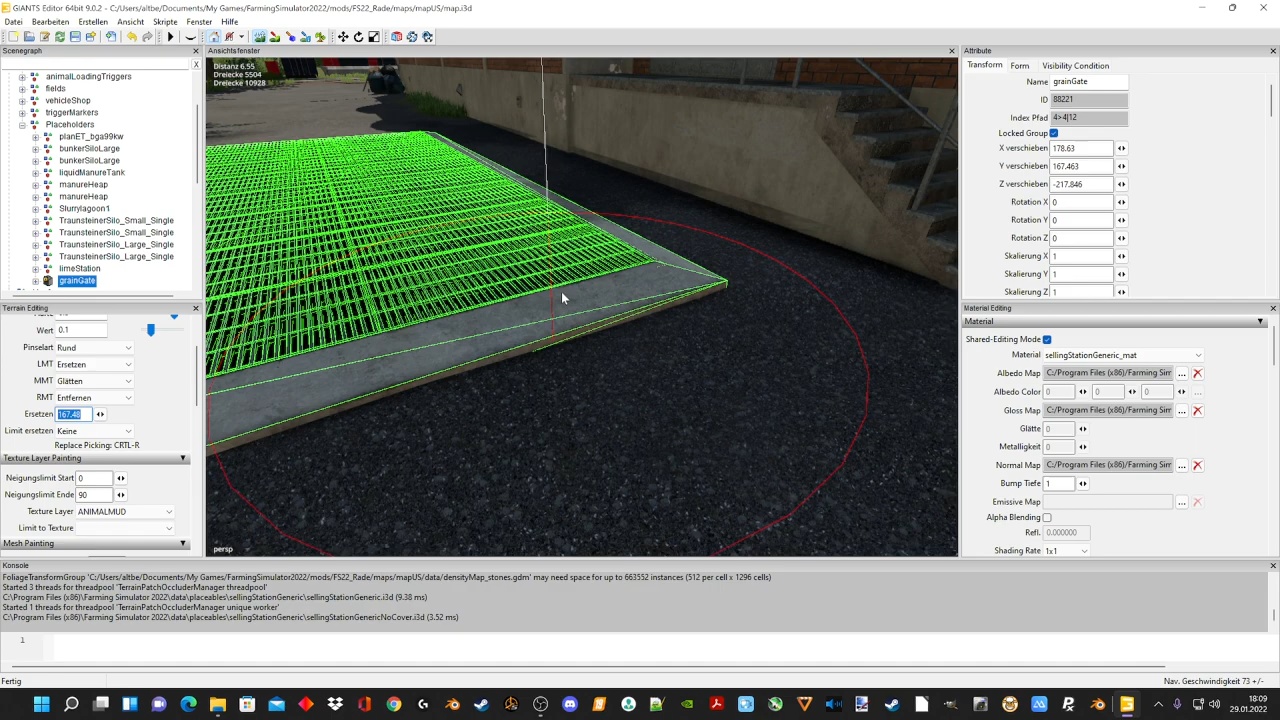 GIANTS Editor 64bit 9.0.2 - C:/Users/altbe/Documents/My Games/FarmingSimulator2022/mods/FS22_Rade/maps/mapUS/map.i3d
Datei Bearbeiten Erstellen Ansicht Skripte Fenster Hilfe
Scenegraph
X
animalLoadingTriggers
fields
vehicleShop
triggerMarkers
Placeholders
planET_bga99kw
bunkerSiloLarge
bunkerSiloLarge
liquidManureTank
manureHeap
manureHeap
Slurrylagoon1
TraunsteinerSilo_Small_Single
TraunsteinerSilo_Small_Single
TraunsteinerSilo_Large_Single
TraunsteinerSilo_Large_Single
limeStation
grainGate
Terrain Editing
Wert 0.1
Pinselart Rund
LMT Ersetzen
MMT Glätten
RMT Entfernen
Ersetzen 167.48
Limit ersetzen Keine
Replace Picking: CRTL-R
Texture Layer Painting
Neigungslimit Start 0
Neigungslimit Ende 90
Texture Layer ANIMALMUD
Limit to Texture
Mesh Painting
Ansichtsfenster
Distanz 6.55
Dreiecke 5504
Dreiecke 10928
persp
Attribute
Transform Form Visibility Condition
Name grainGate
ID 88221
Index Pfad 4>4|12
Locked Group
X verschieben 178.63
Y verschieben 167.463
Z verschieben -217.846
Rotation X 0
Rotation Y 0
Rotation Z 0
Skalierung X 1
Skalierung Y 1
Skalierung Z 1
Material Editing
Material
Shared-Editing Mode
Material sellingStationGeneric_mat
Albedo Map C:/Program Files (x86)/Farming Sim ...
Albedo Color 0 0 0 ...
Gloss Map C:/Program Files (x86)/Farming Sim ...
Glätte 0
Metalligkeit 0
Normal Map C:/Program Files (x86)/Farming Sim ...
Bump Tiefe 1
Emissive Map ...
Alpha Blending
Refl. 0.000000
Shading Rate 1x1
Konsole
FoliageTransformGroup 'C:/Users/altbe/Documents/My Games/FarmingSimulator2022/mods/FS22_Rade/maps/mapUS/data/densityMap_stones.gdm' may need space for up to 663552 instances (512 per cell x 1296 cells)
Started 3 threads for threadpool 'TerrainPatchOccluderManager threadpool'
C:\Program Files (x86)\Farming Simulator 2022\data\placeables\sellingStationGeneric\sellingStationGeneric.i3d (9.38 ms)
Started 1 threads for threadpool 'TerrainPatchOccluderManager unique worker'
C:\Program Files (x86)\Farming Simulator 2022\data\placeables\sellingStationGeneric\sellingStationGenericNoCover.i3d (3.52 ms)
1
Fertig
Nav. Geschwindigkeit 73 +/-
18:09
29.01.2022